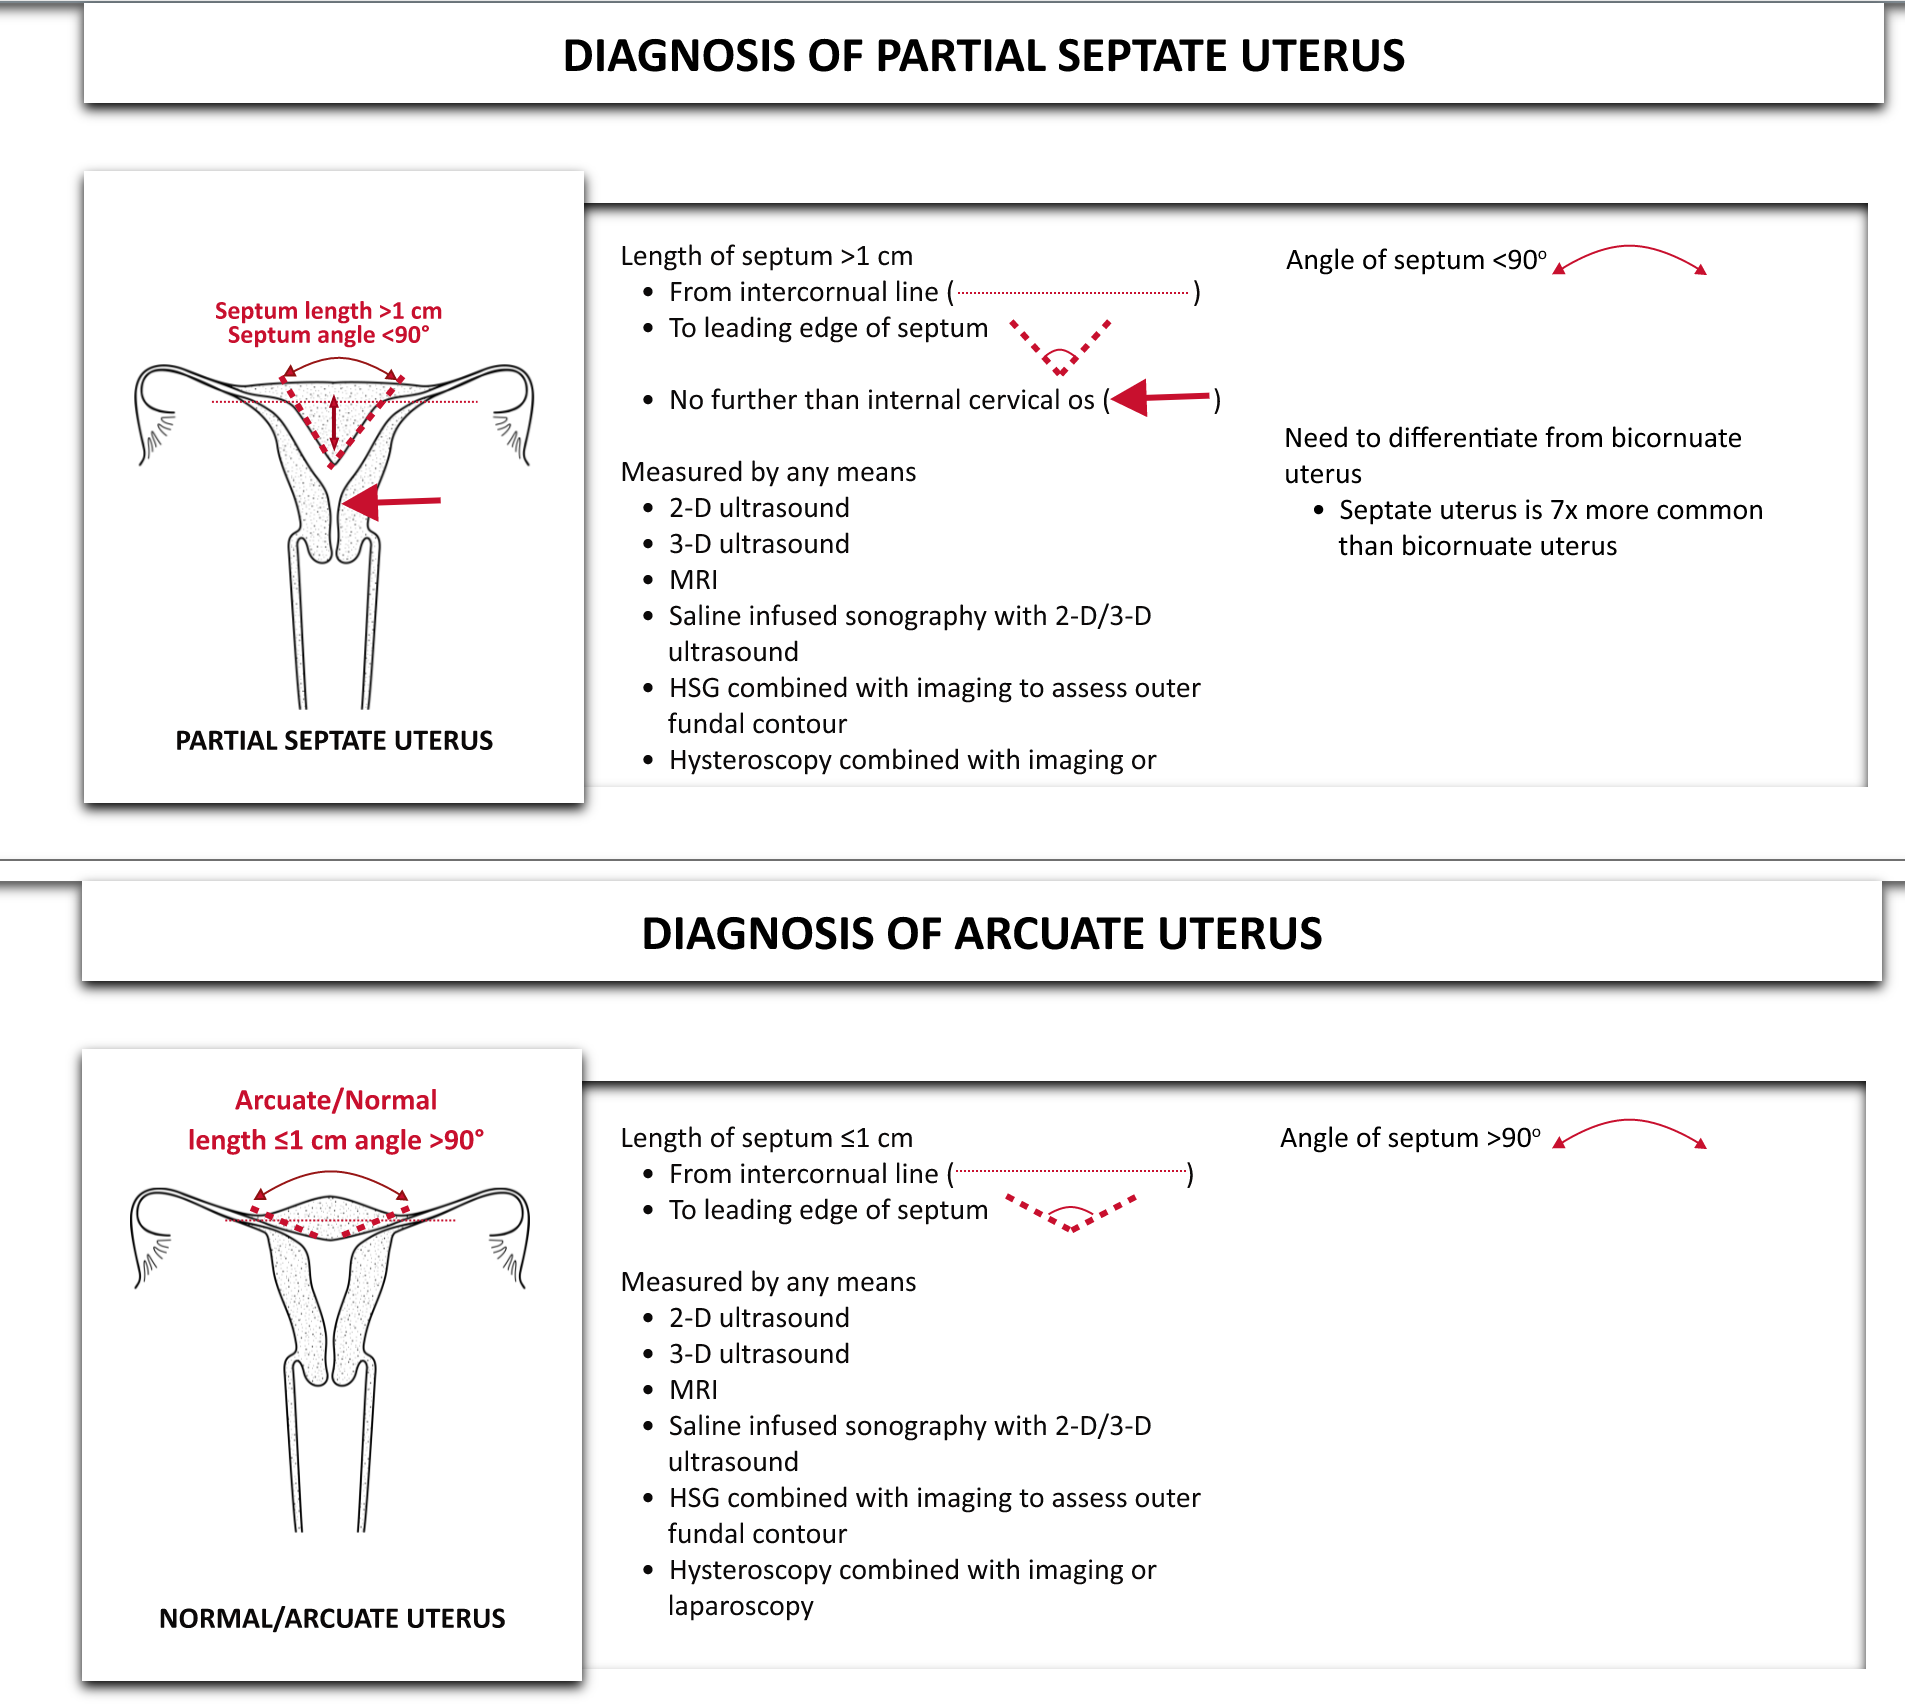 DIAGNOSIS OF PARTIAL SEPTATE UTERUS
Septum length >1 cm
Septum angle <90°
PARTIAL SEPTATE UTERUS
Length of septum >1 cm
• From intercornual line ( )
• To leading edge of septum
• No further than internal cervical os ( )
Measured by any means
• 2-D ultrasound
• 3-D ultrasound
• MRI
• Saline infused sonography with 2-D/3-D
ultrasound
• HSG combined with imaging to assess outer
fundal contour
• Hysteroscopy combined with imaging or
Angle of septum <90°
Need to differentiate from bicornuate
uterus
• Septate uterus is 7x more common
than bicornuate uterus
DIAGNOSIS OF ARCUATE UTERUS
Arcuate/Normal
length ≤1 cm angle >90°
NORMAL/ARCUATE UTERUS
Length of septum ≤1 cm
• From intercornual line ( )
• To leading edge of septum
Measured by any means
• 2-D ultrasound
• 3-D ultrasound
• MRI
• Saline infused sonography with 2-D/3-D
ultrasound
• HSG combined with imaging to assess outer
fundal contour
• Hysteroscopy combined with imaging or
laparoscopy
Angle of septum >90°